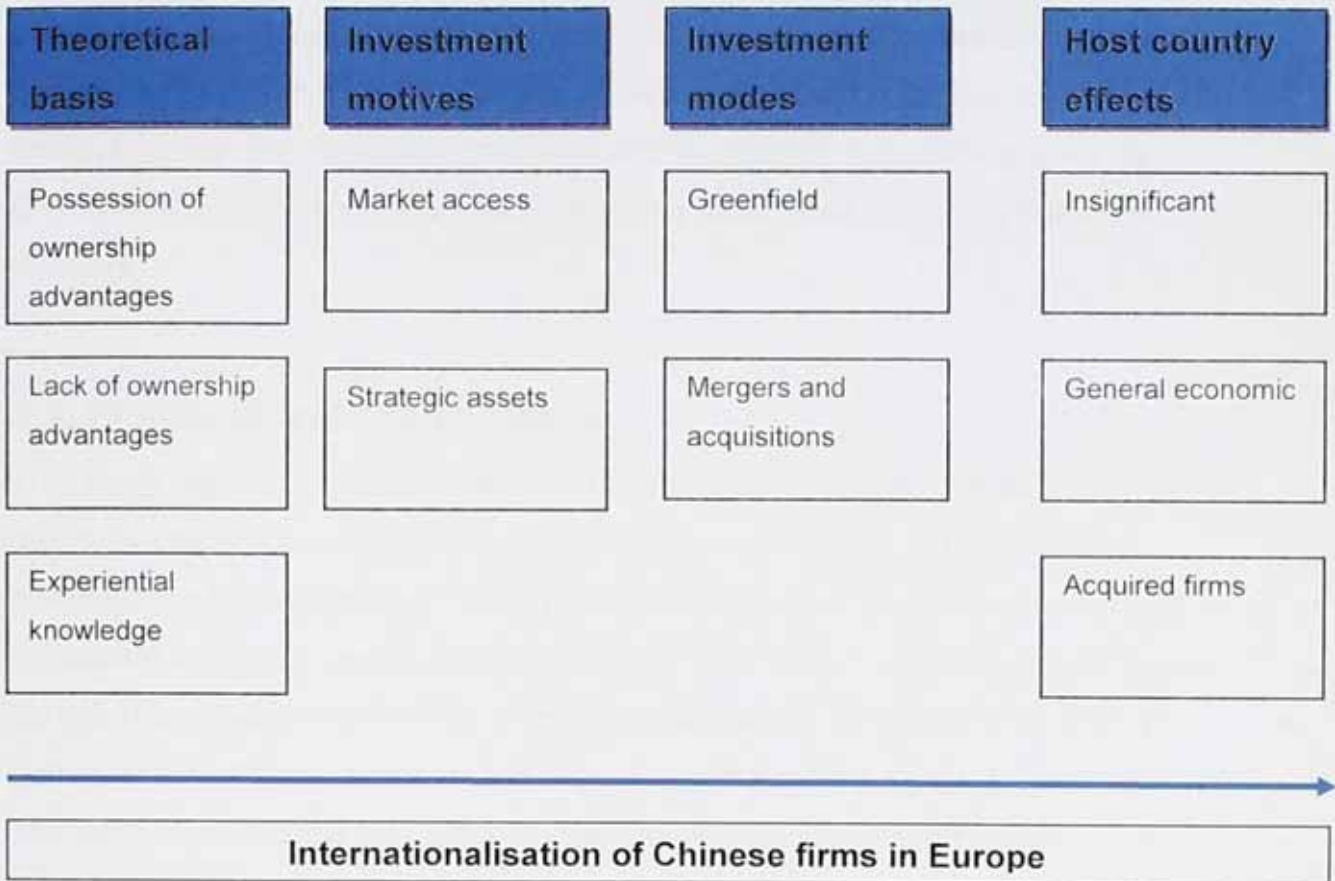 Theoretical
basis
Investment
motives
Investment
modes
Host country
effects
Possession of
ownership
advantages
Market access
Greenfield
Insignificant
Lack of ownership
advantages
Strategic assets
Mergers and
acquisitions
General economic
Experiential
knowledge
Acquired firms
Internationalisation of Chinese firms in Europe